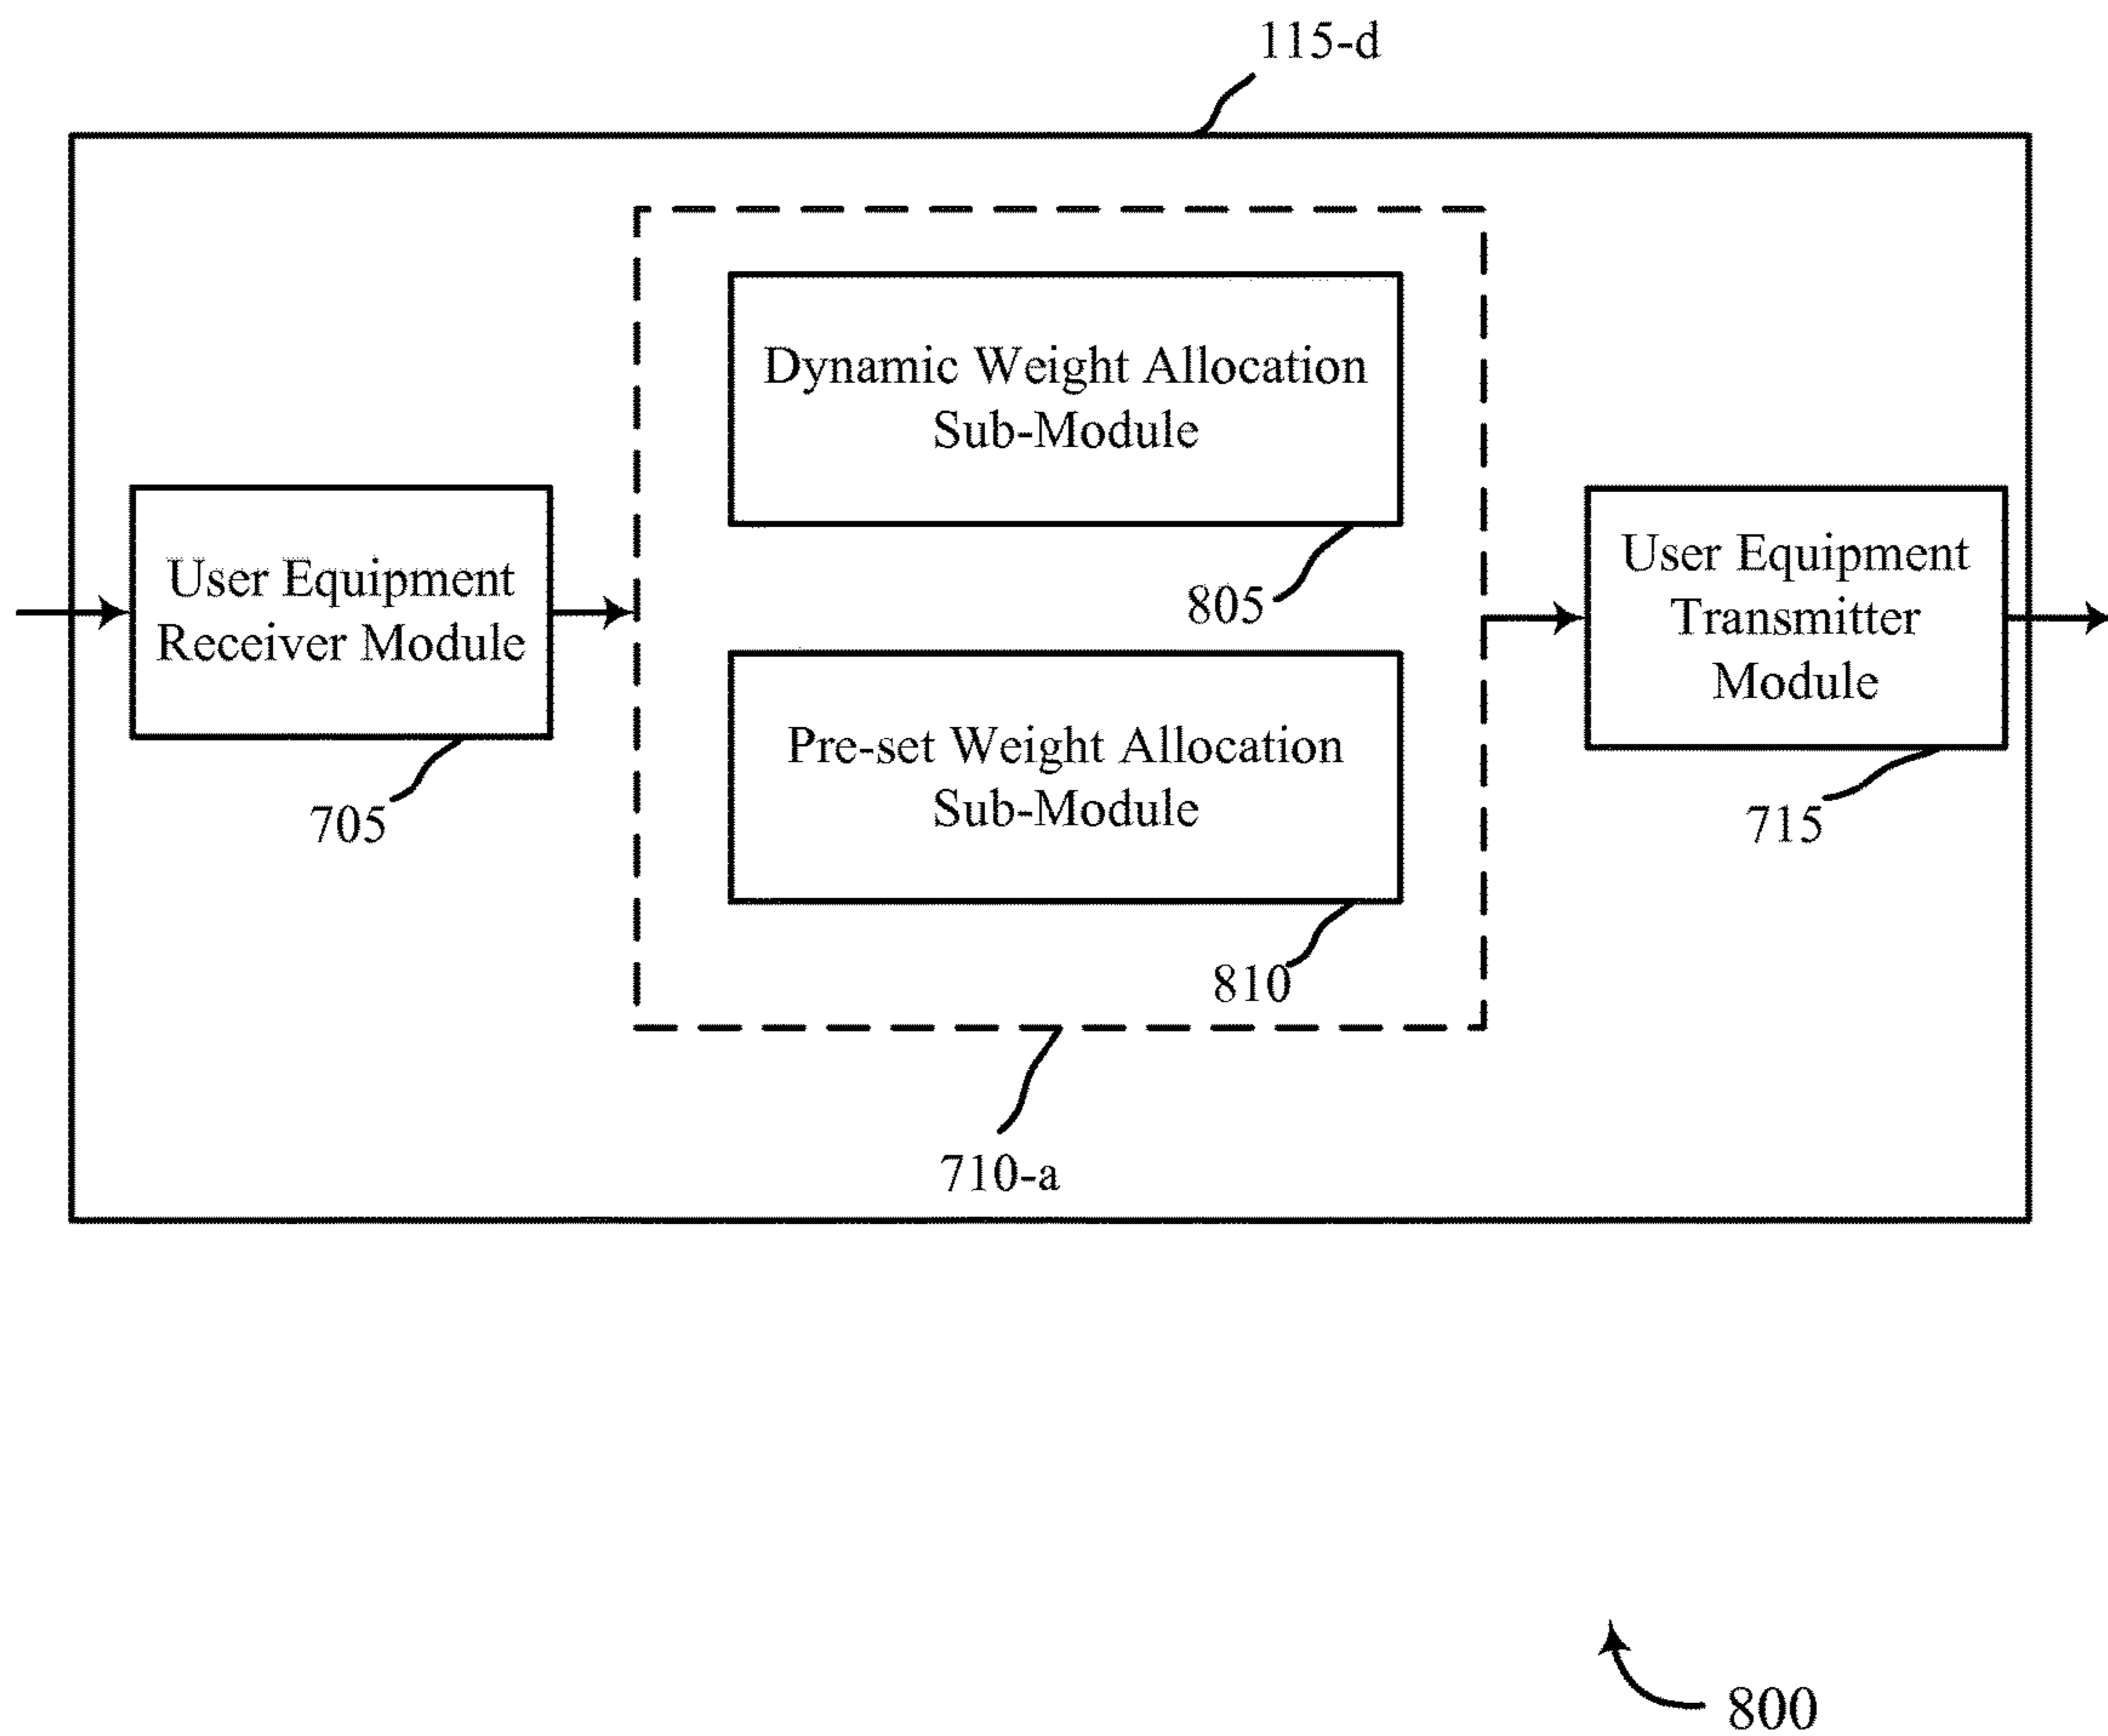 115-d
Dynamic Weight Allocation
Sub-Module
805
User Equipment
Receiver Module
705
Pre-set Weight Allocation
Sub-Module
810
User Equipment
Transmitter
Module
715
710-a
800